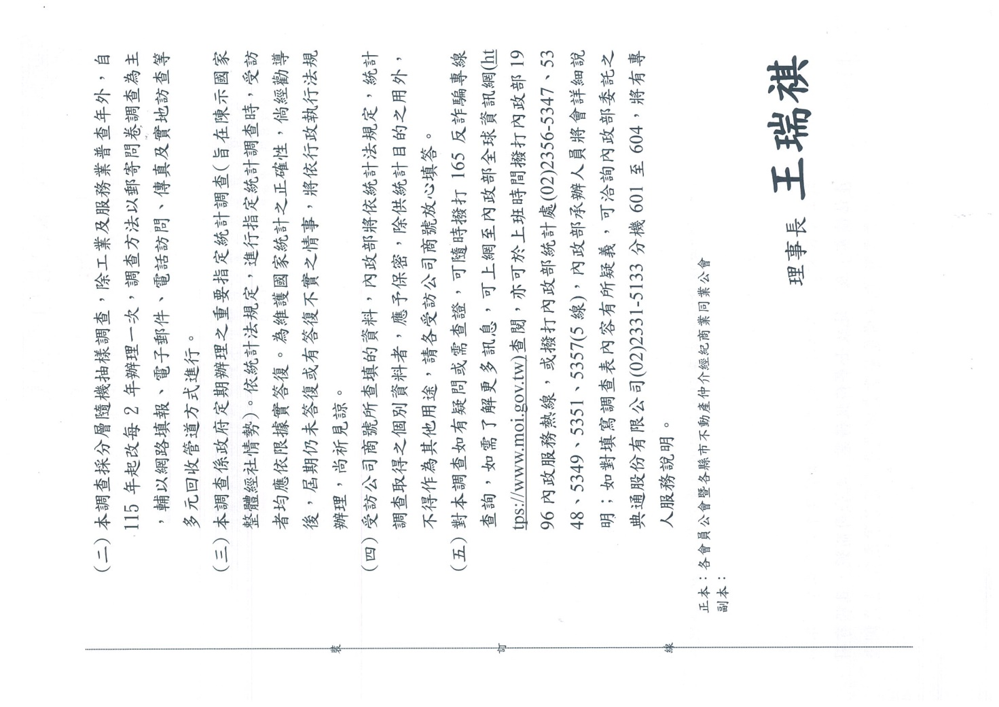 （二）本調查採分層隨機抽樣調查，除工業及服務業普查年外，自
115 年起改每 2 年辦理一次，調查方法以郵寄問卷調查為主
，輔以網路填報、電子郵件、電話訪問、傳真及實地訪查等
多元回收管道方式進行。
（三）本調查係政府定期辦理之重要指定統計調查（旨在陳示國家
整體經社情勢）。依統計法規定，進行指定統計調查時，受訪
者均應依限據實答復。為維護國家統計之正確性，倘經勸導
後，屆期仍未答復或有答復不實之情事，將依行政執行法規
辦理，尚祈見諒。
（四）受訪公司商號所查填的資料，內政部將依統計法規定，統計
調查取得之個別資料者，應予保密，除供統計目的之用外，
不得作為其他用途，請各受訪公司商號放心填答。
（五）對本調查如有疑問或需查證，可隨時撥打 165 反詐騙專線
查詢，如需了解更多訊息，可上網至內政部全球資訊網(ht
tps://www.moi.gov.tw)查閱，亦可於上班時間撥打內政部 19
96 內政服務熱線，或撥打內政部統計處(02)2356-5347、53
48、5349、5351、5357(5 線)，內政部承辦人員將會詳細說
明；如對填寫調查表內容有所疑義，可洽詢內政部委託之
典通股份有限公司(02)2331-5133 分機 601 至 604，將有專
人服務說明。
正本：各會員公會暨各縣市不動產仲介經紀商業同業公會
副本：
理事長 王瑞祺
裝
訂
線